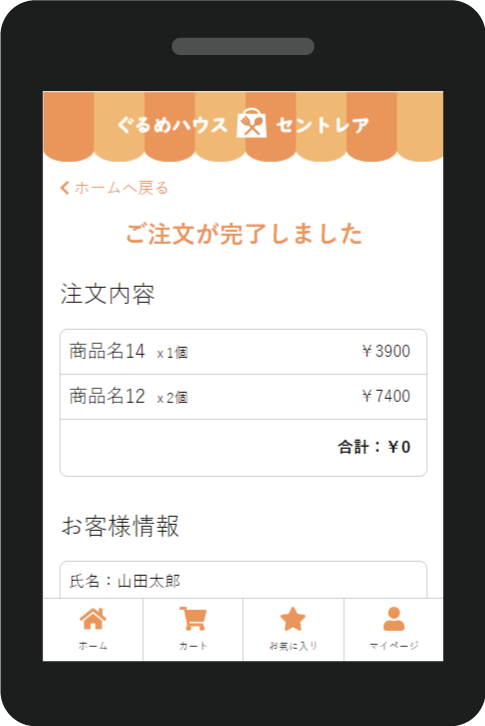 ぐるめハウス セントレア
ホームへ戻る
ご注文が完了しました
注文内容
商品名14 x 1個 ￥3900
商品名12 x 2個 ￥7400
合計：￥0
お客様情報
氏名：山田太郎
ホーム カート お気に入り マイページ